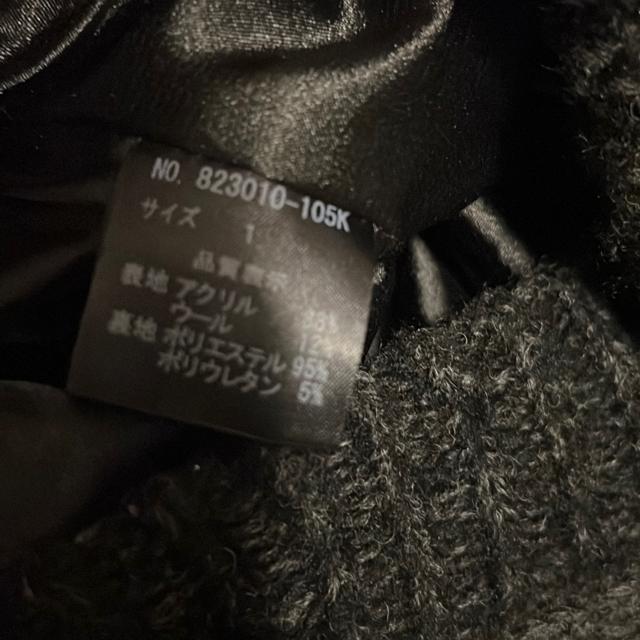 NO. 823010-105K
サイズ 1
品質表示
表地 アクリル
ウール
裏地 ポリエステル 95%
ポリウレタン 5%